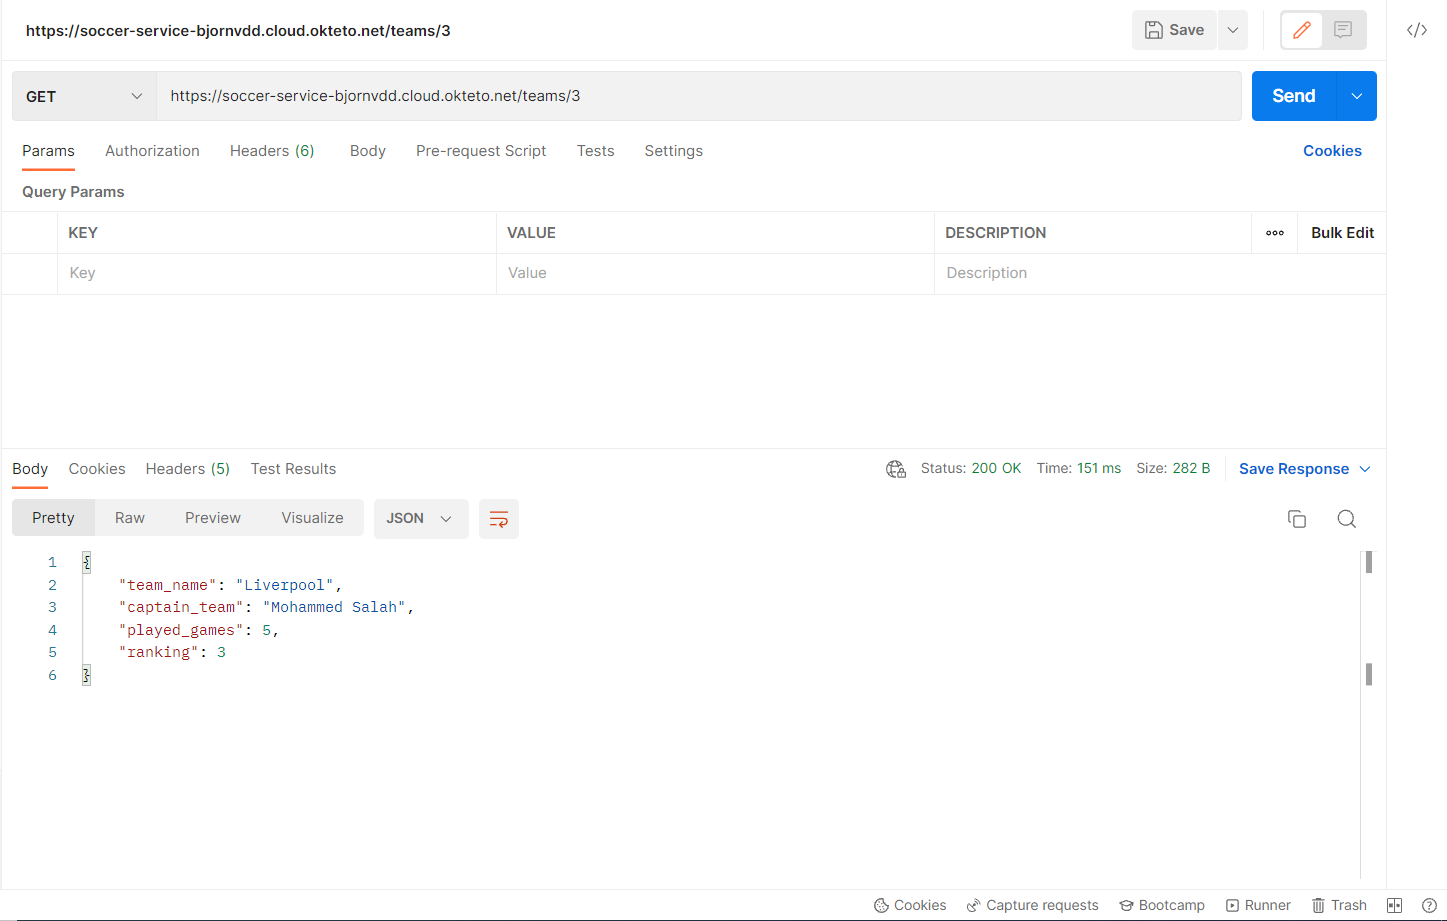 https://soccer-service-bjornvdd.cloud.okteto.net/teams/3
Save
</>
GET
https://soccer-service-bjornvdd.cloud.okteto.net/teams/3
Send
Params Authorization Headers (6) Body Pre-request Script Tests Settings Cookies
Query Params
KEY VALUE DESCRIPTION ooo Bulk Edit
Key Value Description
Body Cookies Headers (5) Test Results Status: 200 OK Time: 151 ms Size: 282 B Save Response
Pretty Raw Preview Visualize JSON
1 {
2 "team_name": "Liverpool",
3 "captain_team": "Mohammed Salah",
4 "played_games": 5,
5 "ranking": 3
6 }
Cookies Capture requests Bootcamp Runner Trash